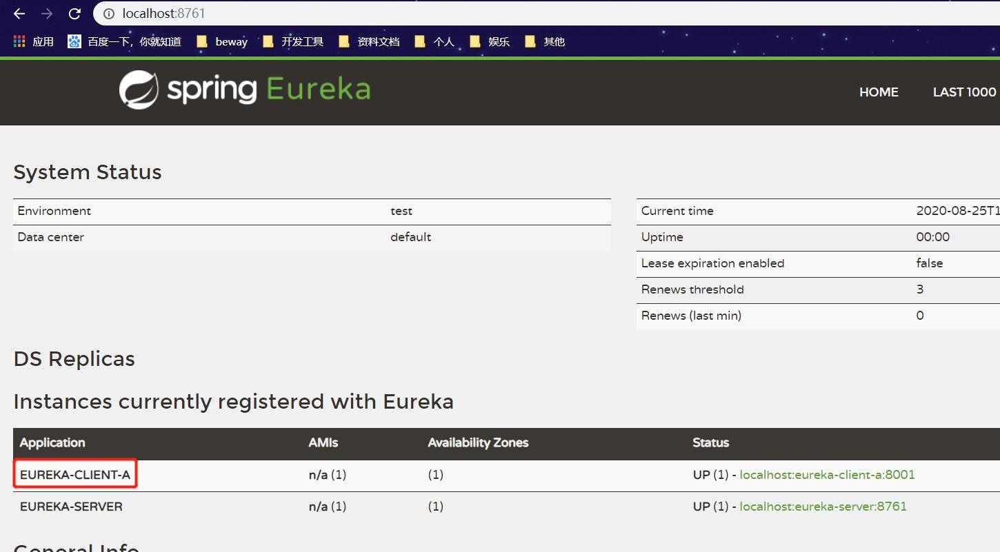 localhost:8761
应用 百度一下，你就知道 beway 开发工具 资料文档 个人 娱乐 其他
spring Eureka HOME LAST 1000
System Status
Environment test Current time 2020-08-25T1
Data center default Uptime 00:00
Lease expiration enabled false
Renews threshold 3
Renews (last min) 0
DS Replicas
Instances currently registered with Eureka
Application AMIs Availability Zones Status
EUREKA-CLIENT-A n/a (1) (1) UP (1) - localhost:eureka-client-a:8001
EUREKA-SERVER n/a (1) (1) UP (1) - localhost:eureka-server:8761
General Info